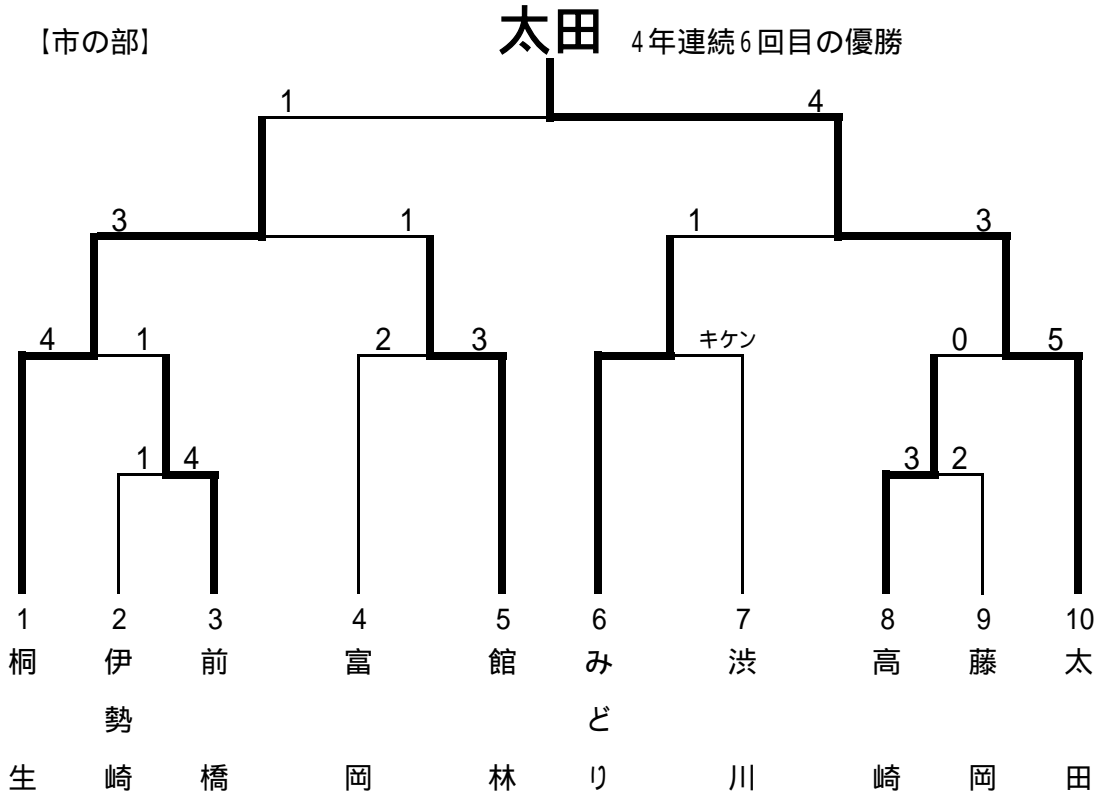 【市の部】
太田 4年連続6回目の優勝
1 4
3 1 1 3
4 1 2 3 キケン 0 5
1 4 3 2
1 2 3 4 5 6 7 8 9 10
桐生
伊勢崎
前橋
富岡
館林
みどり
渋川
高崎
藤岡
太田